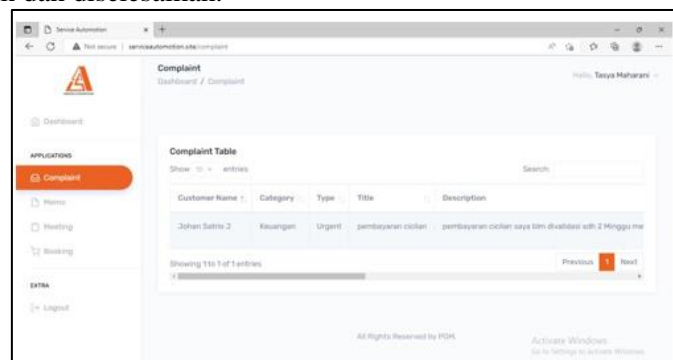 dan diselesaikan.
Service Automation
Not secure | serviceautomotion.site/complaint
Complaint
Dashboard / Complaint
Hello, Tasya Maharani
Dashboard
APPLICATIONS
Complaint
Memo
Meeting
Booking
EXTRA
Logout
Complaint Table
Show 10 entries
Search:
Customer Name Category Type Title Description
Johan Satrio J Keuangan Urgent pembayaran cicilan pembayaran cicilan saya blm divalidasi sdh 2 Minggu
Showing 1 to 1 of 1 entries
Previous 1 Next
All Rights Reserved by
Activate Windows
Go to Settings to activate Windows.